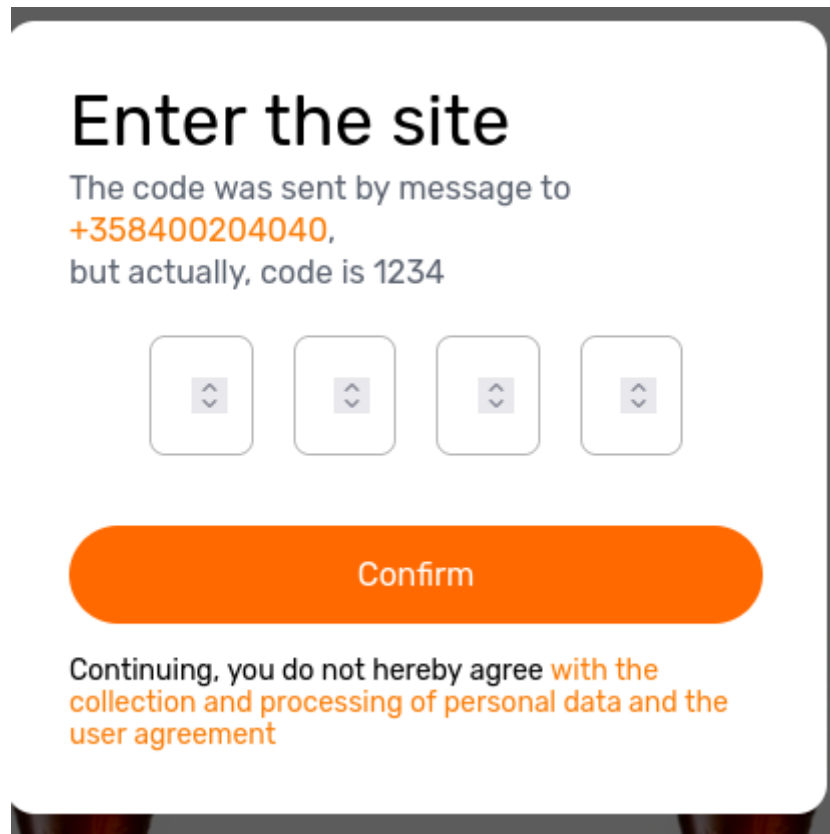 Enter the site
The code was sent by message to
+358400204040,
but actually, code is 1234
Confirm
Continuing, you do not hereby agree with the
collection and processing of personal data and the
user agreement